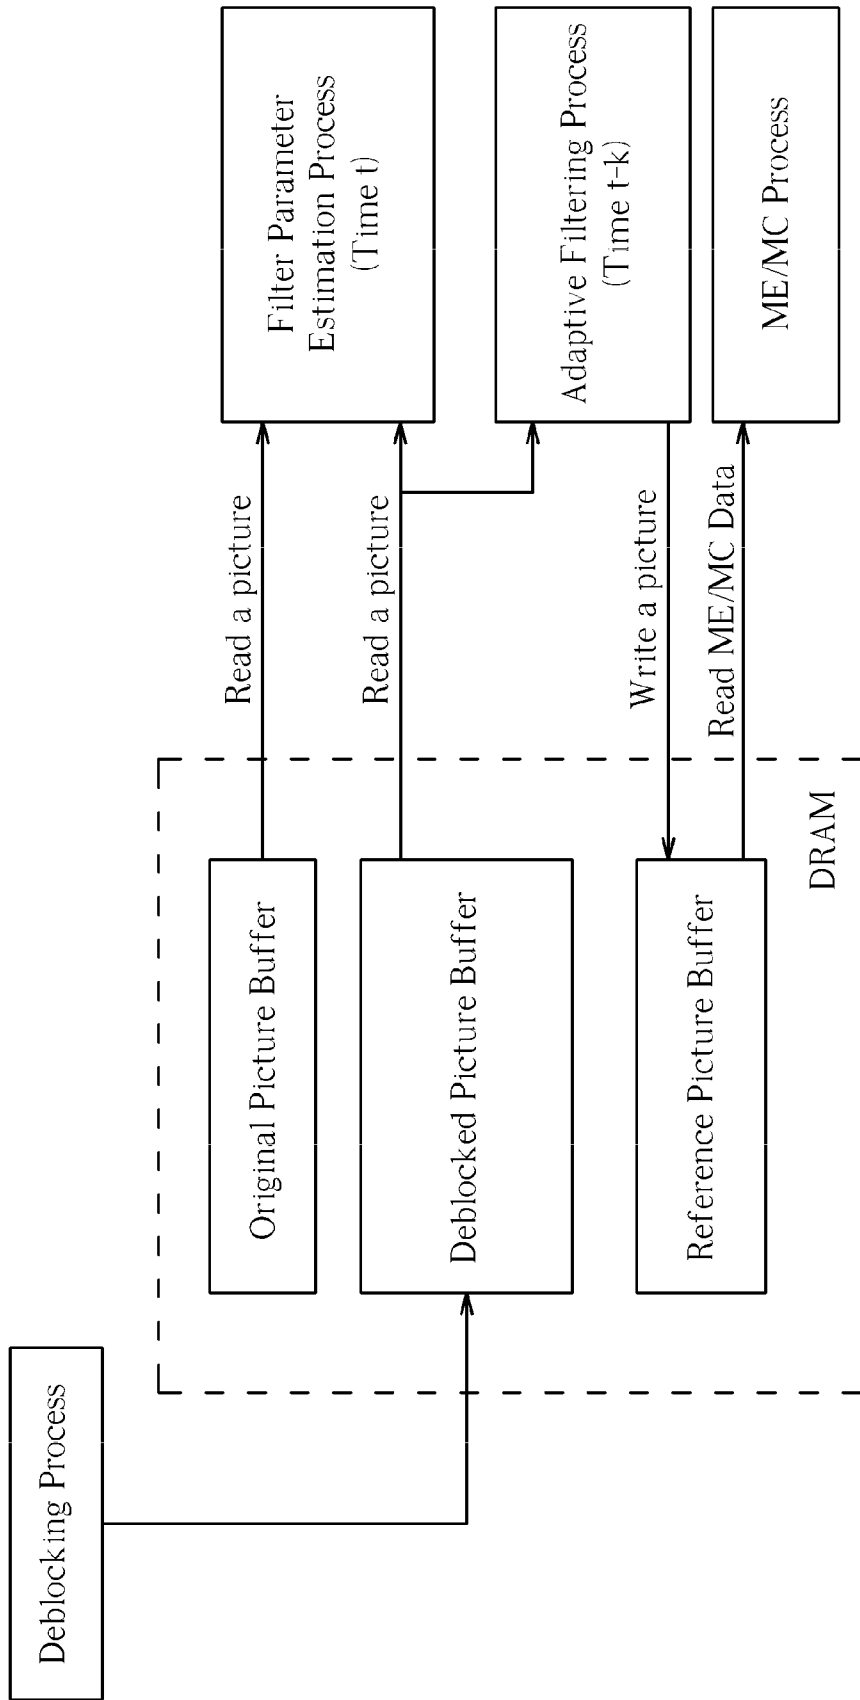 Deblocking Process
Original Picture Buffer
Read a picture
Filter Parameter
Estimation Process
(Time t)
Deblocked Picture Buffer
Read a picture
Adaptive Filtering Process
(Time t-k)
Write a picture
Reference Picture Buffer
Read ME/MC Data
ME/MC Process
DRAM